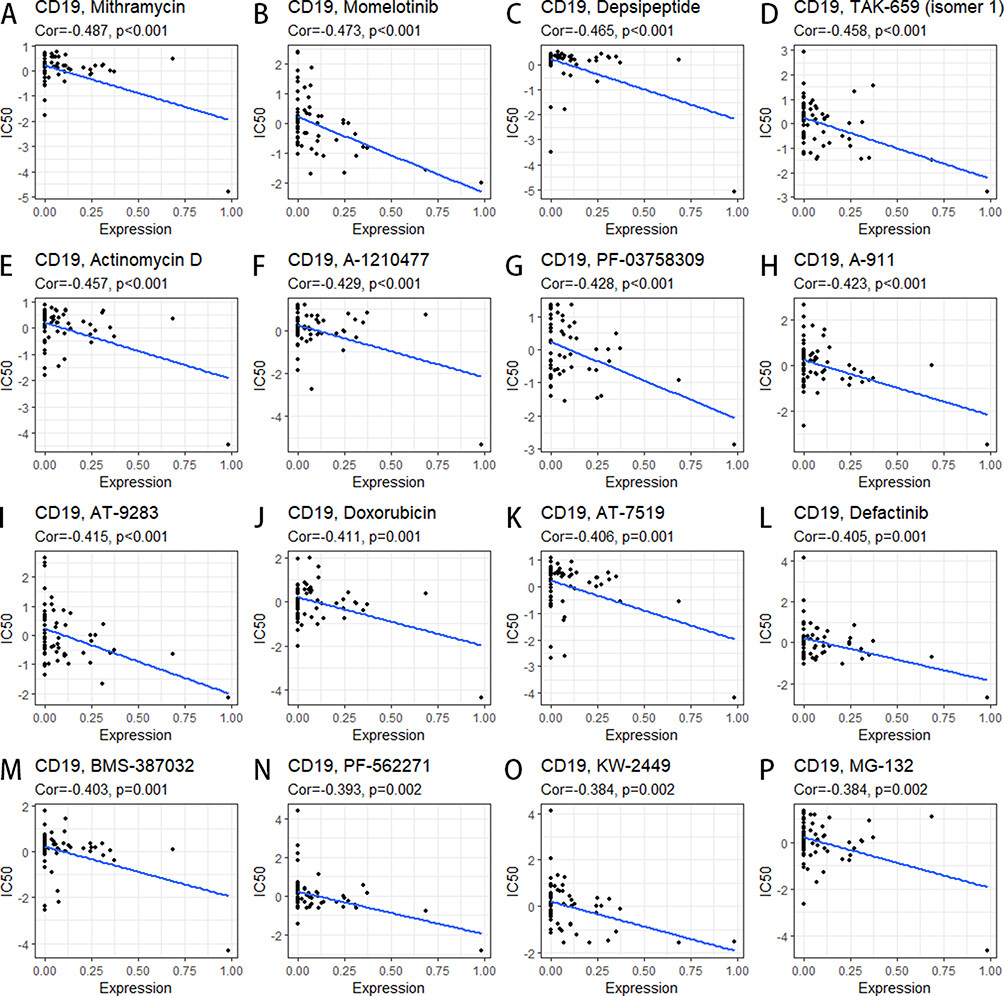 A CD19, Mithramycin
Cor=-0.487, p<0.001
1
0
-1
-2
-3
-4
-5
IC50
0.00 0.25 0.50 0.75 1.00
Expression
B CD19, Momelotinib
Cor=-0.473, p<0.001
2
1
0
-1
-2
IC50
0.00 0.25 0.50 0.75 1.00
Expression
C CD19, Depsipeptide
Cor=-0.465, p<0.001
0
-1
-2
-3
-4
-5
IC50
0.00 0.25 0.50 0.75 1.00
Expression
D CD19, TAK-659 (isomer 1)
Cor=-0.458, p<0.001
3
2
1
0
-1
-2
-3
IC50
0.00 0.25 0.50 0.75 1.00
Expression
E CD19, Actinomycin D
Cor=-0.457, p<0.001
1
0
-1
-2
-3
-4
IC50
0.00 0.25 0.50 0.75 1.00
Expression
F CD19, A-1210477
Cor=-0.429, p<0.001
0
-2
-4
IC50
0.00 0.25 0.50 0.75 1.00
Expression
G CD19, PF-03758309
Cor=-0.428, p<0.001
1
0
-1
-2
-3
IC50
0.00 0.25 0.50 0.75 1.00
Expression
H CD19, A-911
Cor=-0.423, p<0.001
2
0
-2
IC50
0.00 0.25 0.50 0.75 1.00
Expression
I CD19, AT-9283
Cor=-0.415, p<0.001
2
1
0
-1
-2
IC50
0.00 0.25 0.50 0.75 1.00
Expression
J CD19, Doxorubicin
Cor=-0.411, p=0.001
2
0
-2
-4
IC50
0.00 0.25 0.50 0.75 1.00
Expression
K CD19, AT-7519
Cor=-0.406, p=0.001
1
0
-1
-2
-3
-4
IC50
0.00 0.25 0.50 0.75 1.00
Expression
L CD19, Defactinib
Cor=-0.405, p=0.001
4
2
0
-2
IC50
0.00 0.25 0.50 0.75 1.00
Expression
M CD19, BMS-387032
Cor=-0.403, p=0.001
2
0
-2
-4
IC50
0.00 0.25 0.50 0.75 1.00
Expression
N CD19, PF-562271
Cor=-0.393, p=0.002
4
2
0
-2
IC50
0.00 0.25 0.50 0.75 1.00
Expression
O CD19, KW-2449
Cor=-0.384, p=0.002
4
2
0
-2
IC50
0.00 0.25 0.50 0.75 1.00
Expression
P CD19, MG-132
Cor=-0.384, p=0.002
0
-2
-4
IC50
0.00 0.25 0.50 0.75 1.00
Expression